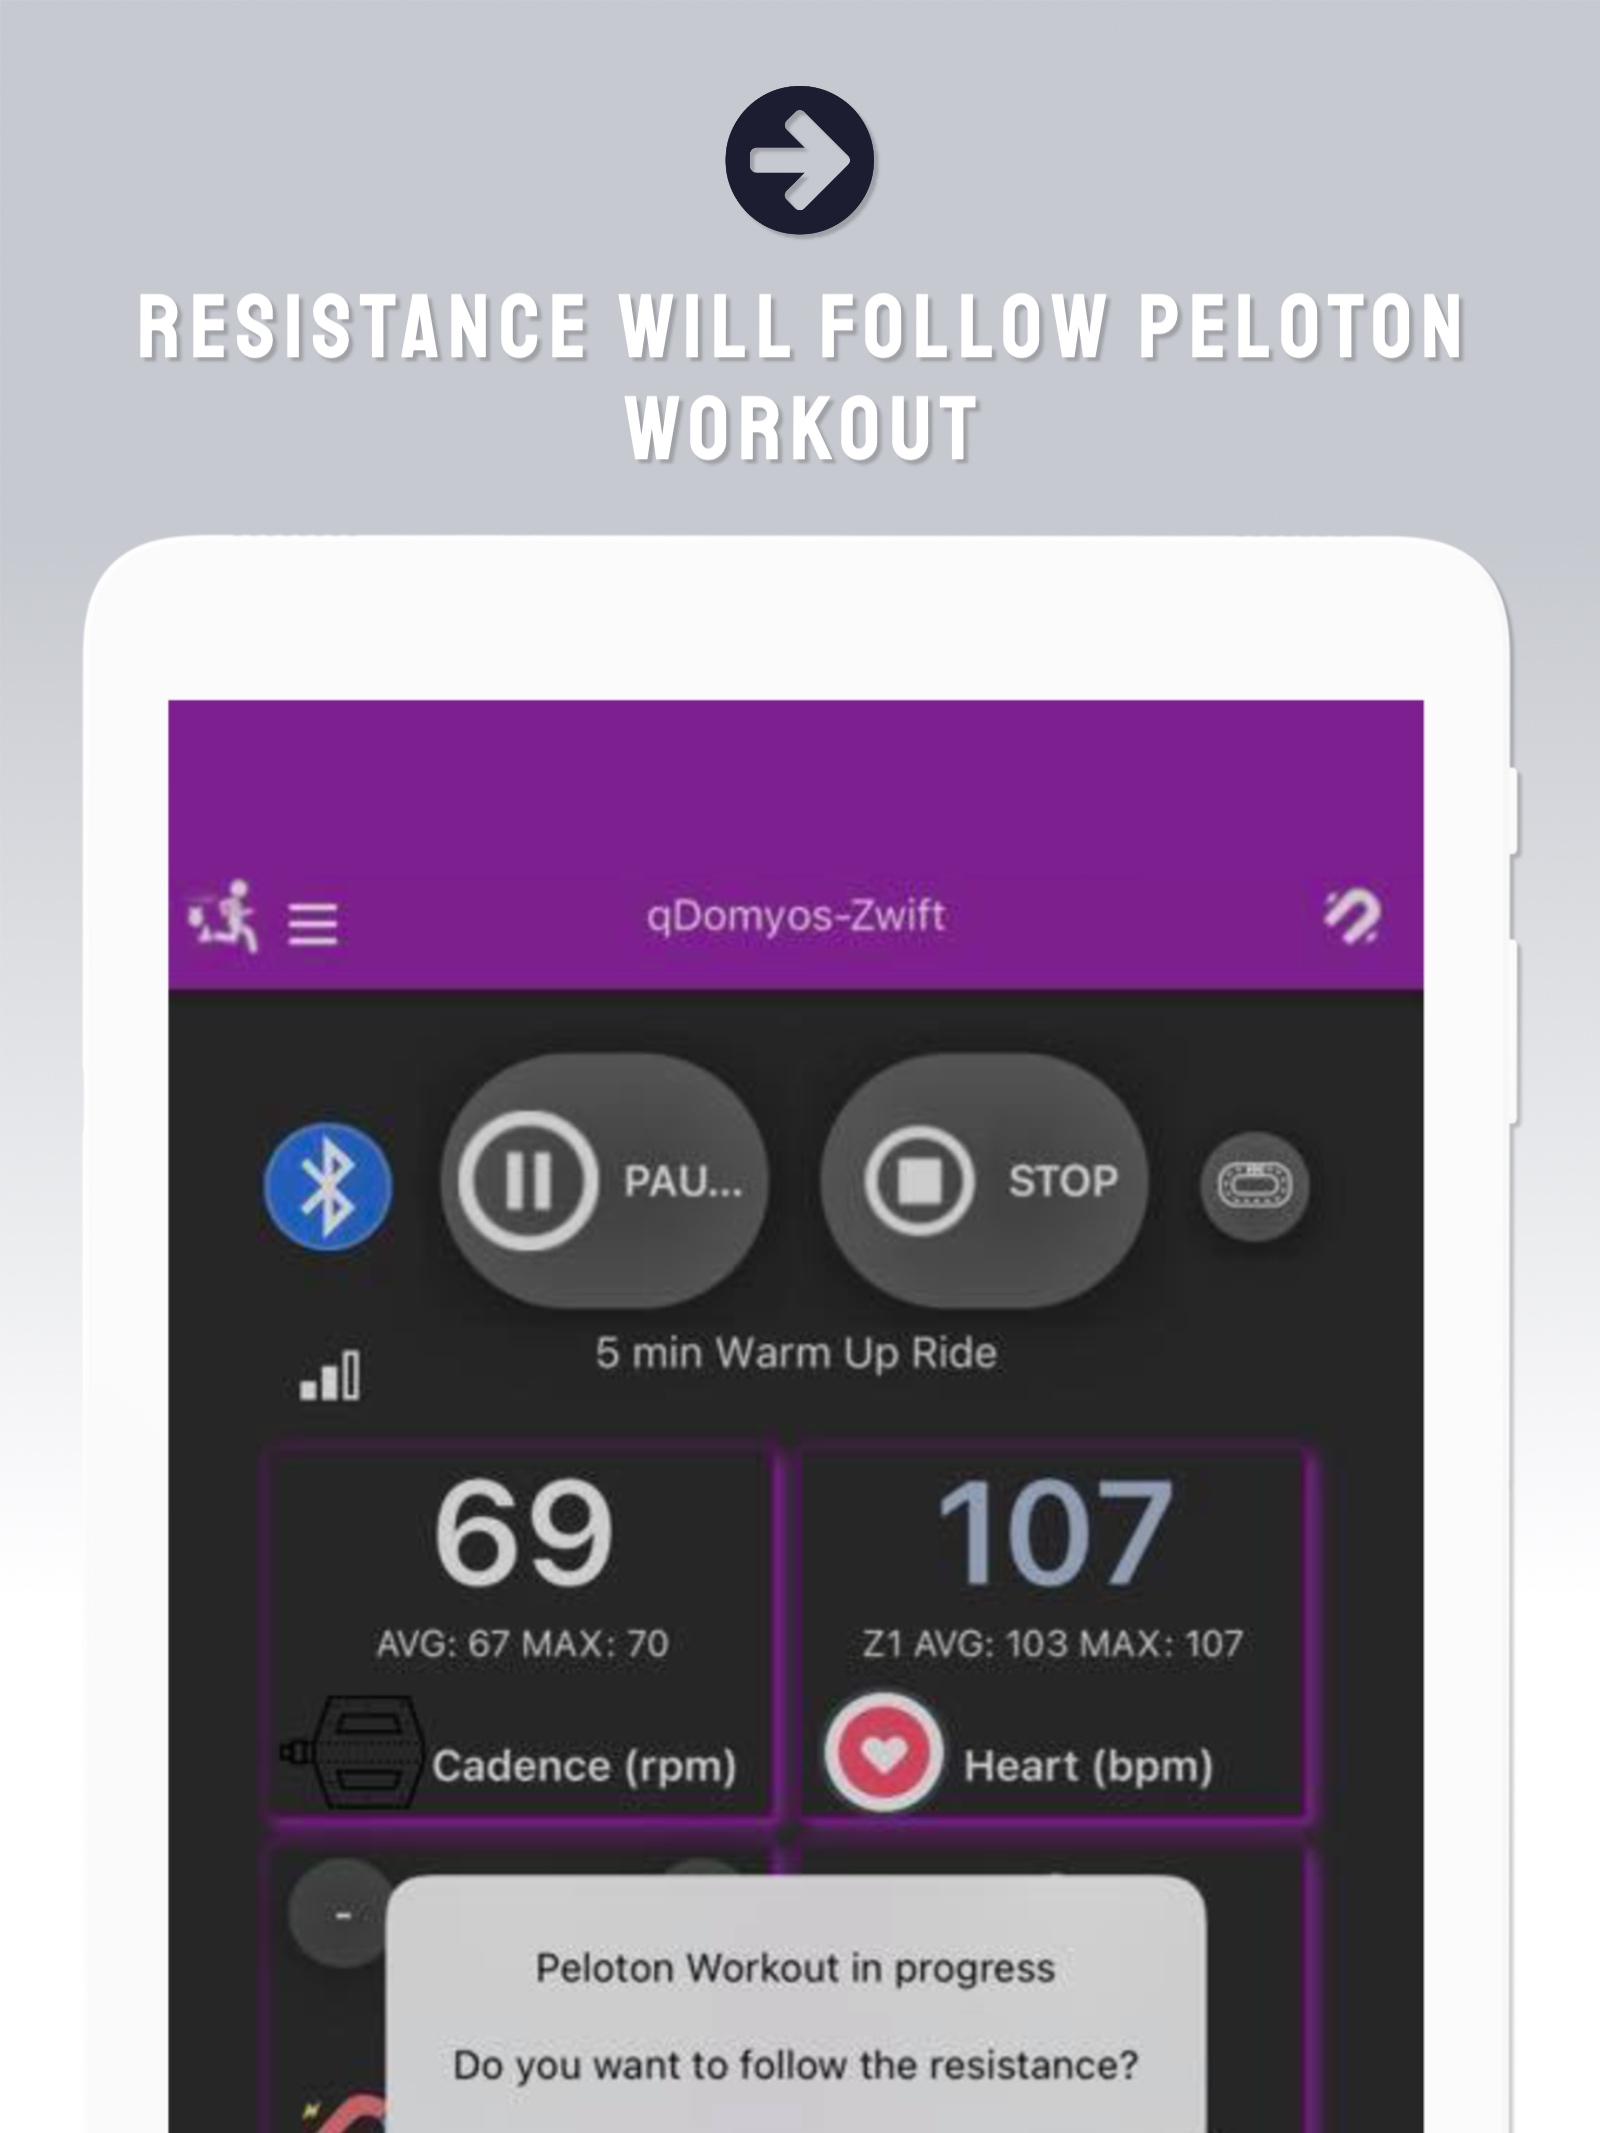 RESISTANCE WILL FOLLOW PELOTON
WORKOUT
qDomyos-Zwift
PAU...
STOP
5 min Warm Up Ride
69
107
AVG: 67 MAX: 70
Z1 AVG: 103 MAX: 107
Cadence (rpm)
Heart (bpm)
-
Peloton Workout in progress
Do you want to follow the resistance?